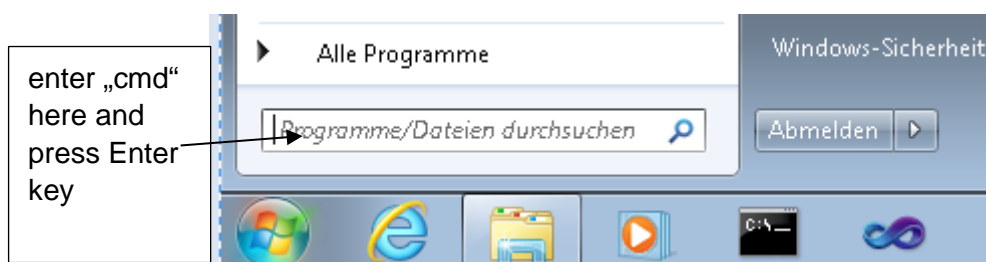 enter „cmd“
here and
press Enter
key
Alle Programme
Windows-Sicherheit
Programme/Dateien durchsuchen
Abmelden
C:\_